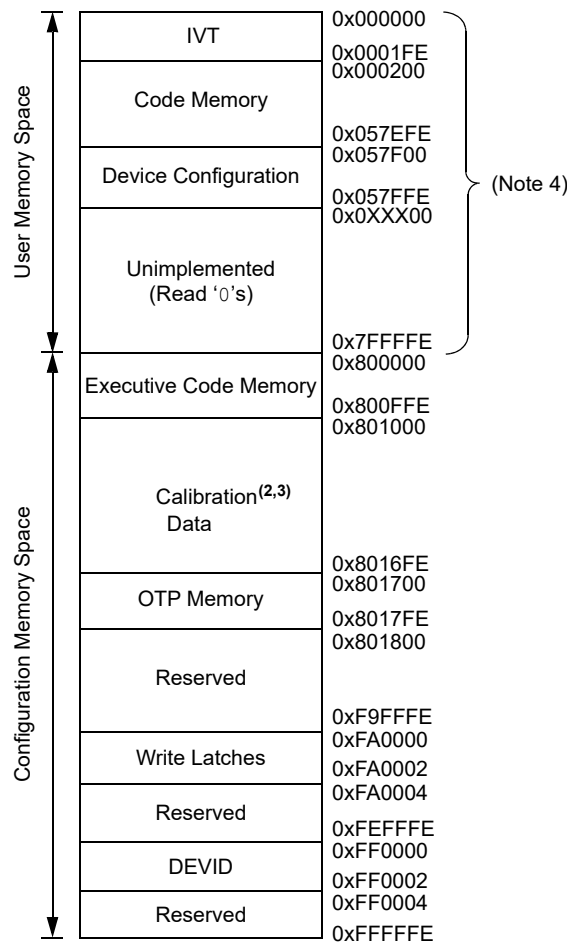 User Memory Space
IVT
0x000000
0x0001FE
0x000200
Code Memory
0x057EFE
0x057F00
Device Configuration
0x057FFE
0x0XXX00
Unimplemented
(Read ‘0’s)
0x7FFFFE
(Note 4)
Configuration Memory Space
0x800000
Executive Code Memory
0x800FFE
0x801000
Calibration(2,3)
Data
0x8016FE
0x801700
OTP Memory
0x8017FE
0x801800
Reserved
0xF9FFFE
0xFA0000
Write Latches
0xFA0002
0xFA0004
Reserved
0xFEFFFE
0xFF0000
DEVID
0xFF0002
0xFF0004
Reserved
0xFFFFFE